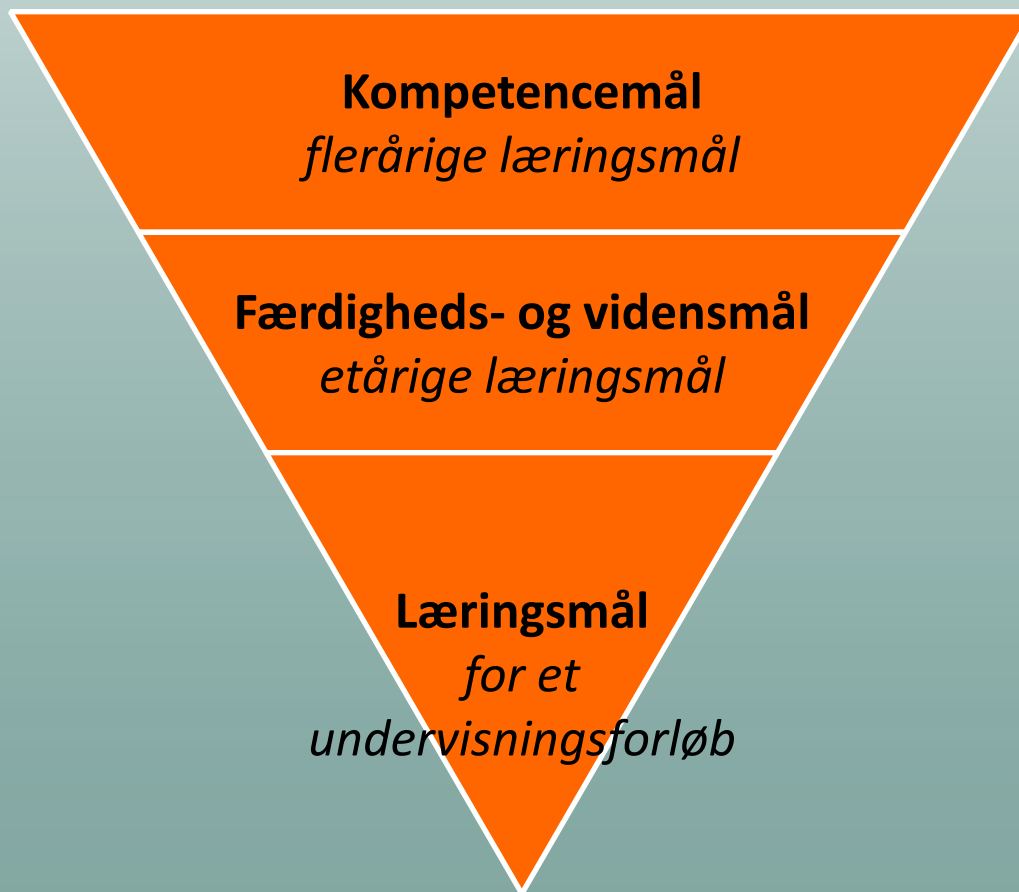 Kompetencemål
flerårige læringsmål
Færdigheds- og vidensmål
etårige læringsmål
Læringsmål
for et
undervisningsforløb